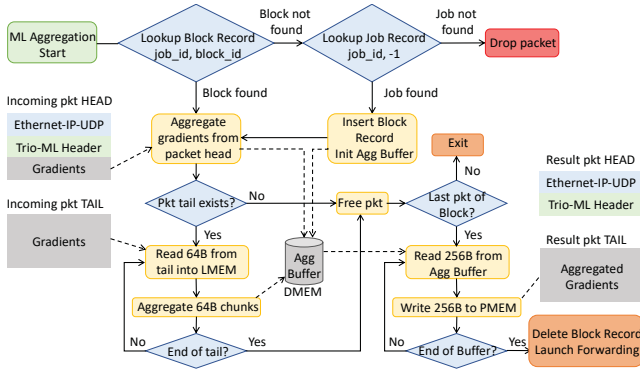 ML Aggregation
Start
Lookup Block Record
job_id, block_id
Block not
found
Lookup Job Record
job_id, -1
Job not
found
Drop packet
Block found
Job found
Incoming pkt HEAD
Ethernet-IP-UDP
Trio-ML Header
Gradients
Aggregate
gradients from
packet head
Insert Block
Record
Init Agg Buffer
Exit
No
Result pkt HEAD
Ethernet-IP-UDP
Trio-ML Header
Incoming pkt TAIL
Gradients
Pkt tail exists?
No
Free pkt
Last pkt of
Block?
Yes
Yes
Result pkt TAIL
Aggregated
Gradients
Read 64B from
tail into LMEM
Agg
Buffer
DMEM
Read 256B from
Agg Buffer
Aggregate 64B chunks
Write 256B to PMEM
No
End of tail?
Yes
No
End of Buffer?
Yes
Delete Block Record
Launch Forwarding